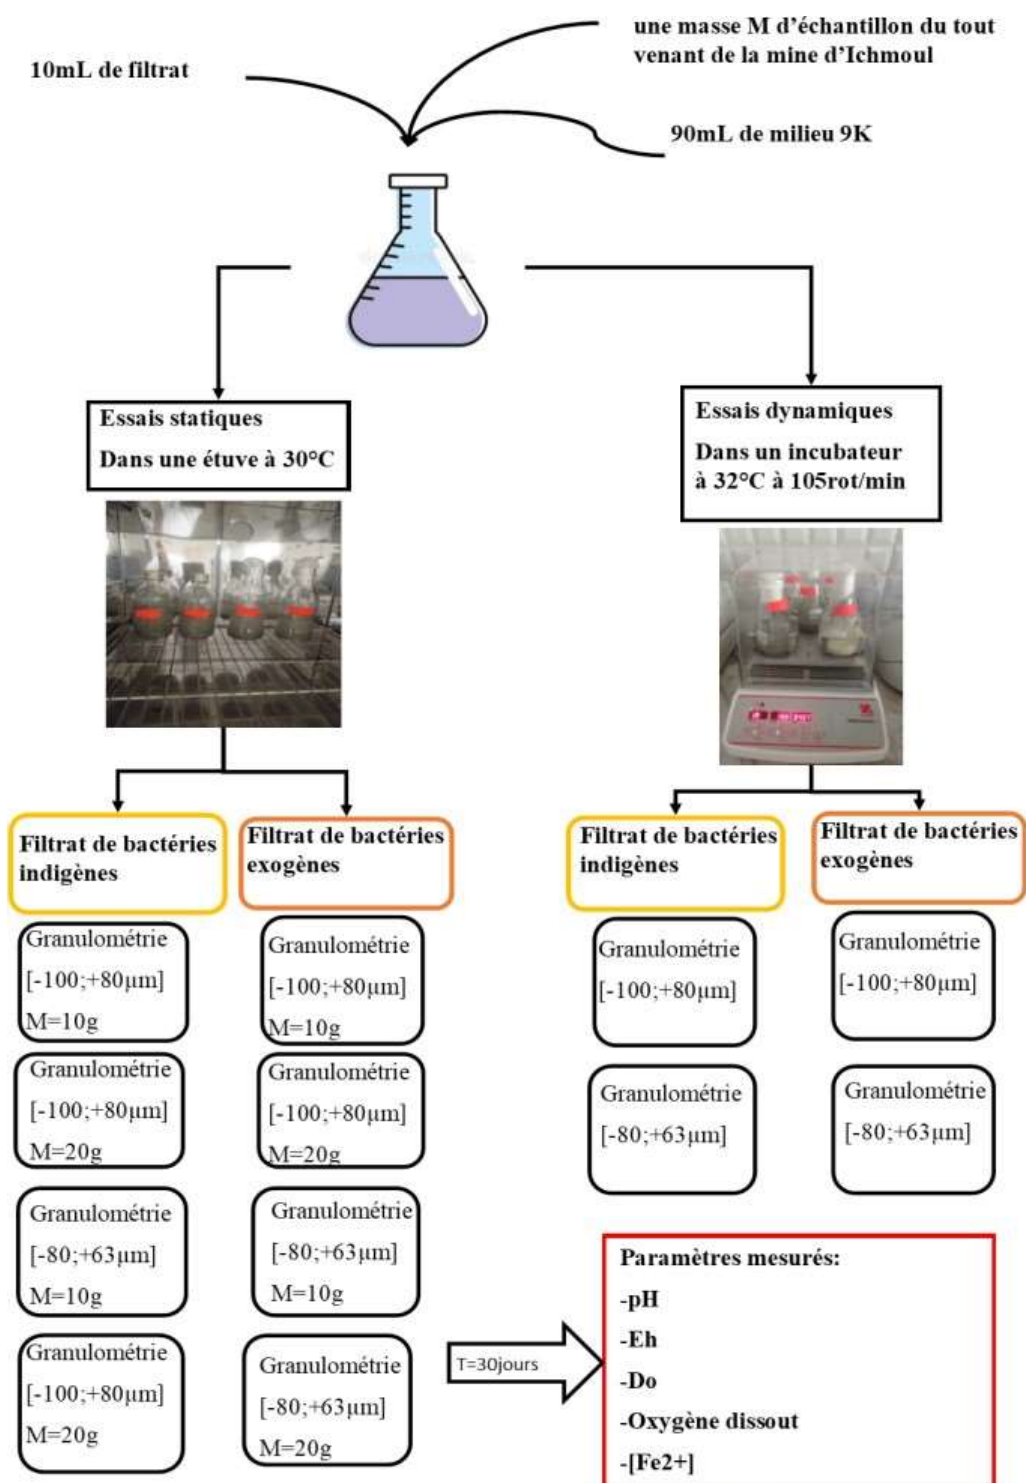 une masse M d'échantillon du tout
venant de la mine d'Ichmoul
10mL de filtrat
90mL de milieu 9K
Essais statiques
Dans une étuve à 30°C
Essais dynamiques
Dans un incubateur
à 32°C à 105rot/min
Filtrat de bactéries
indigènes
Filtrat de bactéries
exogènes
Filtrat de bactéries
indigènes
Filtrat de bactéries
exogènes
Granulométrie
[-100;+80µm]
M=10g
Granulométrie
[-100;+80µm]
M=10g
Granulométrie
[-100;+80µm]
Granulométrie
[-100;+80µm]
Granulométrie
[-100;+80µm]
M=20g
Granulométrie
[-100;+80µm]
M=20g
Granulométrie
[-80;+63µm]
Granulométrie
[-80;+63µm]
Granulométrie
[-80;+63µm]
M=10g
Granulométrie
[-80;+63µm]
M=10g
Granulométrie
[-100;+80µm]
M=20g
Granulométrie
[-80;+63µm]
M=20g
T=30jours
Paramètres mesurés:
-pH
-Eh
-Do
-Oxygène dissout
-[Fe2+]